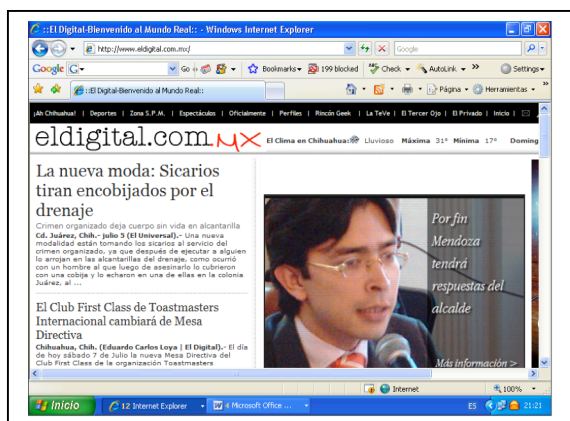 ::El Digital-Bienvenido al Mundo Real:: - Windows Internet Explorer
http://www.eldigital.com.mx/
Google
Google G Go Bookmarks 199 blocked Check AutoLink >> Settings
::El Digital-Bienvenido al Mundo Real:: Página Herramientas >>
¡Ah Chihuahua! | Deportes | Zona S.P.M. | Espectáculos | Oficialmente | Perfiles | Rincón Geek | La TeVe | El Tercer Ojo | El Privado | Inicio |
eldigital.com MX El Clima en Chihuahua: Lluvioso Máxima 31° Mínima 17° Doming
La nueva moda: Sicarios
tiran encobijados por el
drenaje
Crimen organizado deja cuerpo sin vida en alcantarilla
Cd. Juárez, Chih.- julio 5 (El Universal).- Una nueva
modalidad están tomando los sicarios al servicio del
crimen organizado, ya que después de ejecutar a alguien
lo arrojan en las alcantarillas del drenaje, como ocurrió
con un hombre al que luego de asesinarlo lo cubrieron
con una cobija y lo echaron en una de ellas en la colonia
Juárez, al ...
El Club First Class de Toastmasters
Internacional cambiará de Mesa
Directiva
Chihuahua, Chih. (Eduardo Carlos Loya | El Digital).- El día
de hoy sábado 7 de Julio la nueva Mesa Directiva del
Club First Class de la organización Toastmasters
Por fin
Mendoza
tendrá
respuestas del
alcalde
Más información >
Internet 100%
Inicio 12 Internet Explorer 4 Microsoft Office ... ES 21:21